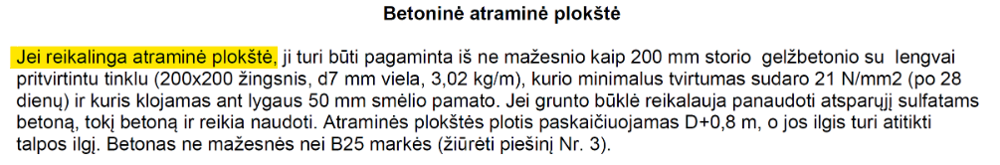 Betoninė atraminė plokštė
Jei reikalinga atraminė plokštė, ji turi būti pagaminta iš ne mažesnio kaip 200 mm storio gelžbetonio su lengvai
pritvirtintu tinklu (200x200 žingsnis, d7 mm viela, 3,02 kg/m), kurio minimalus tvirtumas sudaro 21 N/mm2 (po 28
dienų) ir kuris klojamas ant lygaus 50 mm smėlio pamato. Jei grunto būklė reikalauja panaudoti atsparųjį sulfatams
betoną, tokį betoną ir reikia naudoti. Atraminės plokštės plotis paskaičiuojamas D+0,8 m, o jos ilgis turi atitikti
talpos ilgį. Betonas ne mažesnės nei B25 markės (žiūrėti piešinį Nr. 3).